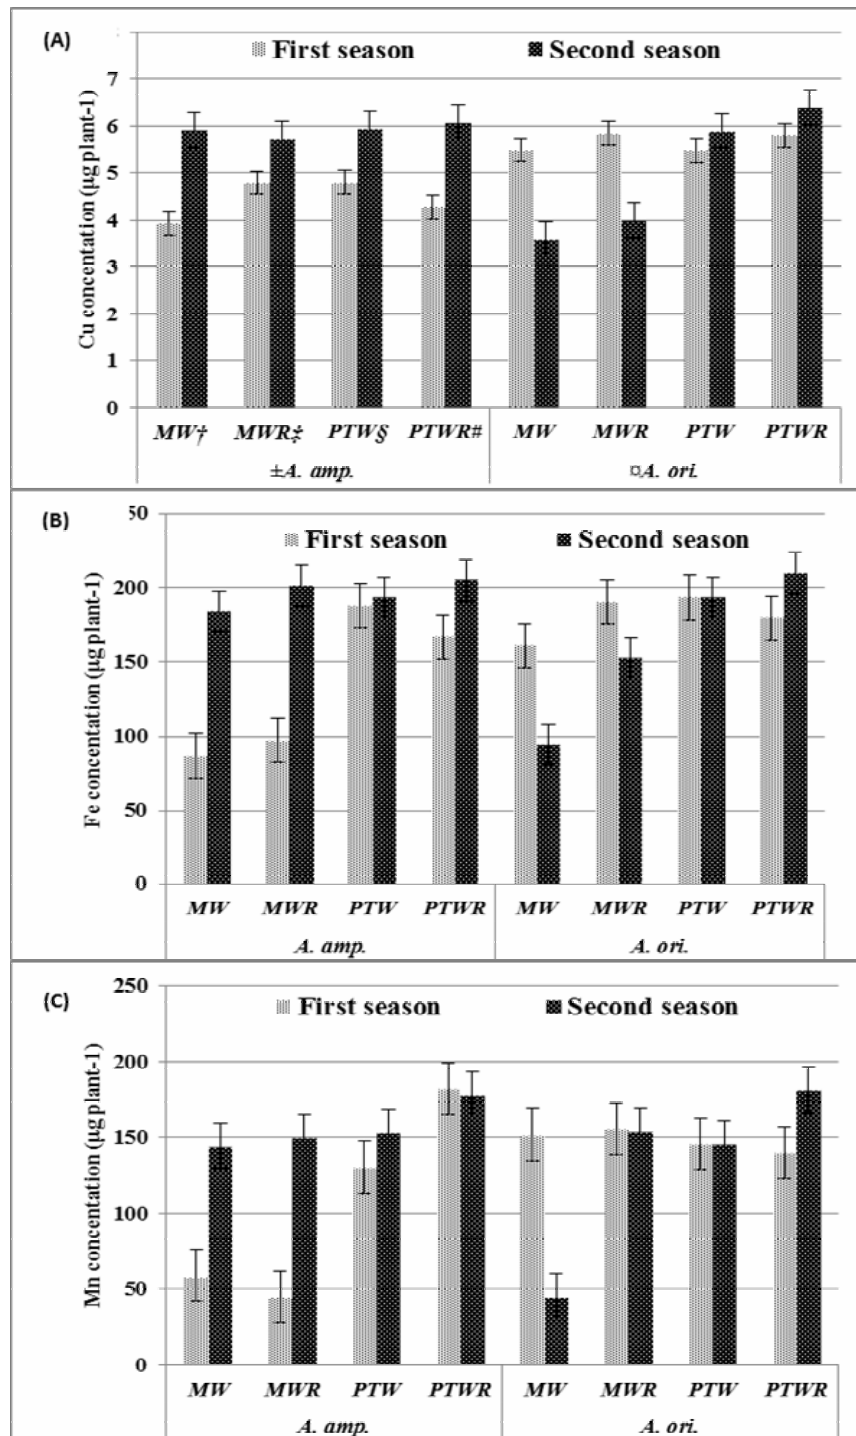 (A)
First season
Second season
Cu concentration (µg plant-1)
7
6
5
4
3
2
1
0
MW† MWR‡ PTW§ PTWR# MW MWR PTW PTWR
±A. amp. ¤A. ori.
(B)
First season
Second season
Fe concentration (µg plant-1)
50
200
150
100
50
0
MW MWR PTW PTWR MW MWR PTW PTWR
A. amp. A. ori.
(C)
First season
Second season
Mn concentration (µg plant-1)
250
200
150
100
50
0
MW MWR PTW PTWR MW MWR PTW PTWR
A. amp. A. ori.